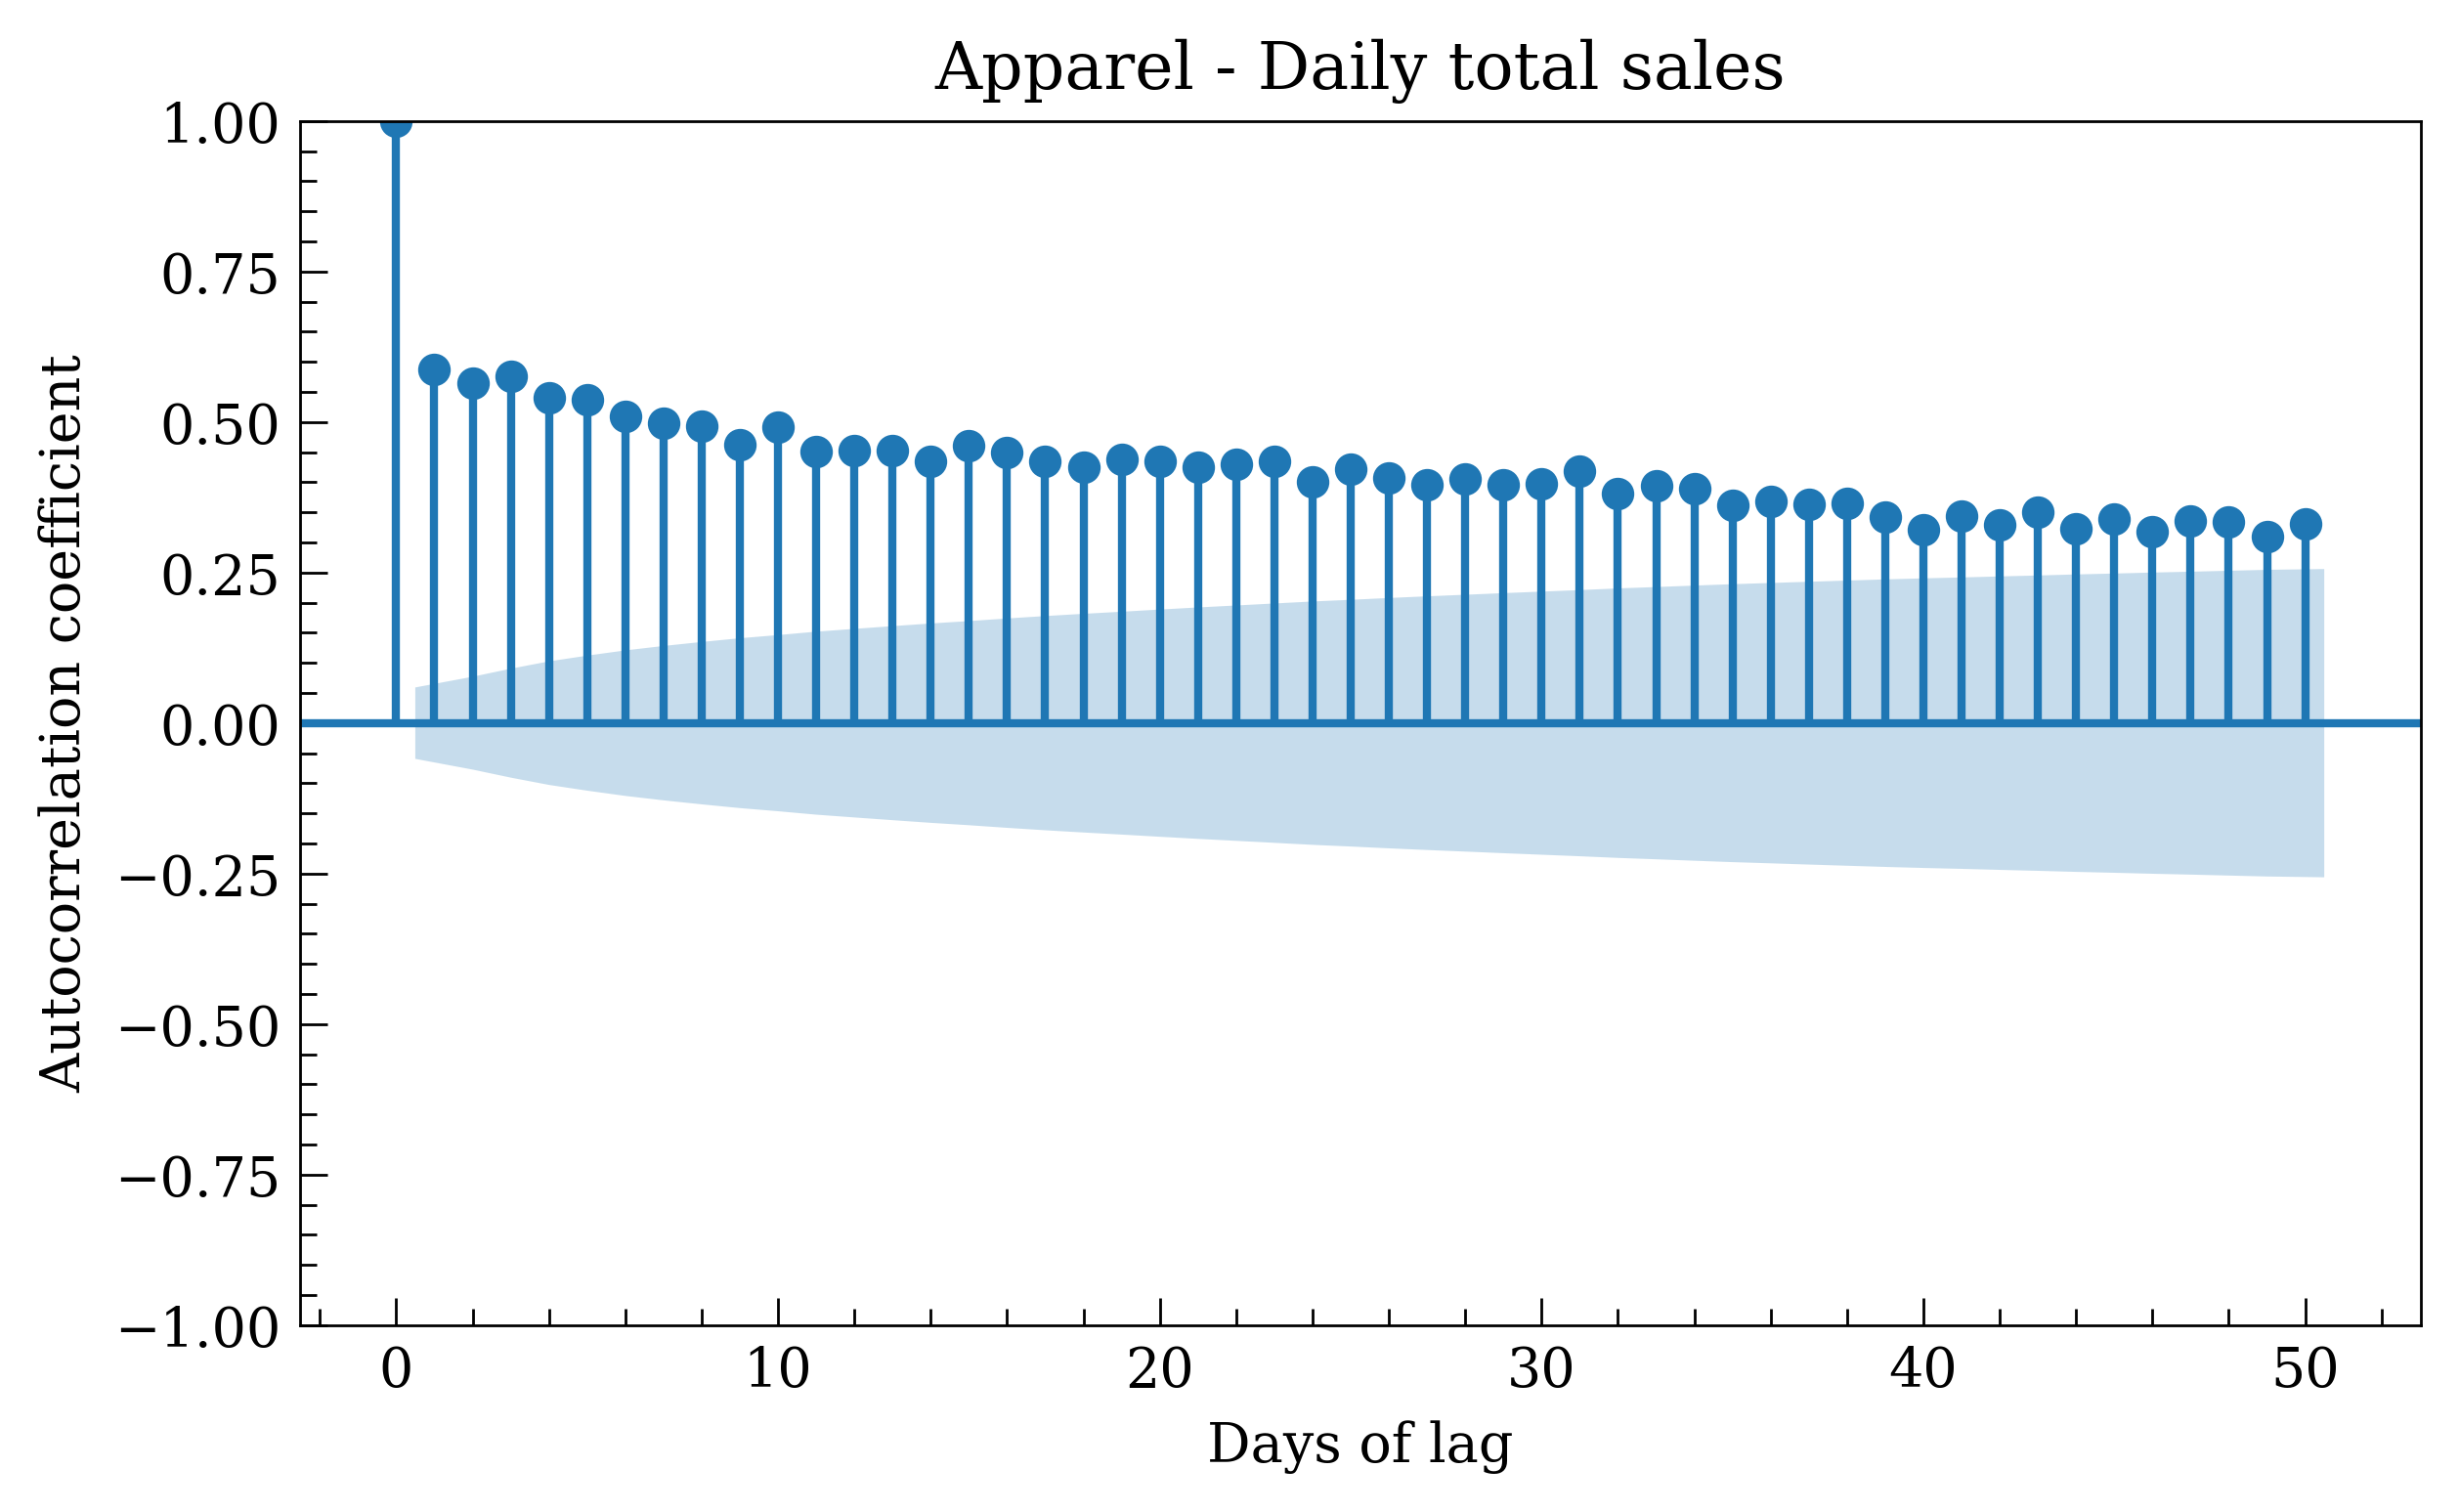 Apparel - Daily total sales
1.00
0.75
0.50
0.25
0.00
−0.25
−0.50
−0.75
−1.00
Autocorrelation coefficient
0 10 20 30 40 50
Days of lag